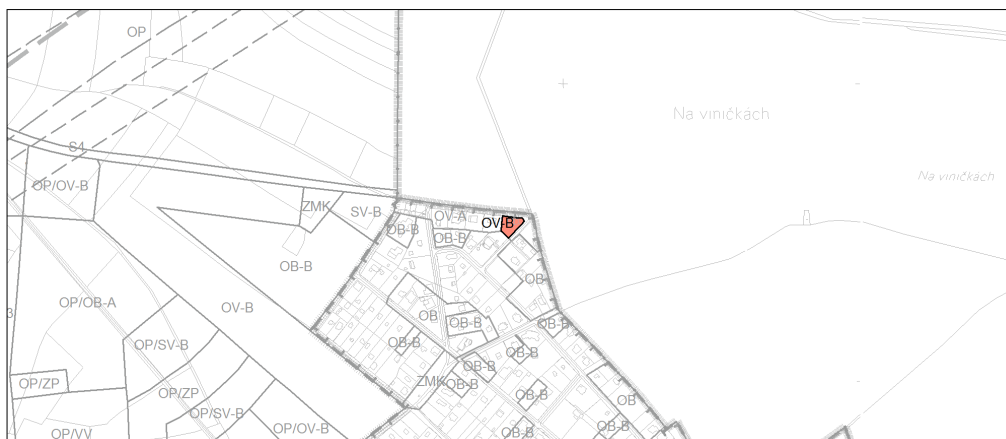 OP
Na viničkách
S4
Na viničkách
OP/OV-B
ZMK
SV-B
OV-A
OV-B
OB-B
OB-B
OB-B
OB
OP/OB-A
OV-B
3
OB
OB-B
OB-B
OB-B
OP/SV-B
OB-B
OB-B
OP/ZP
ZMK
OB-B
OP/ZP
OB-B
OB
OP/SV-B
OP/VV
OP/OV-B
OB-B
OB-B